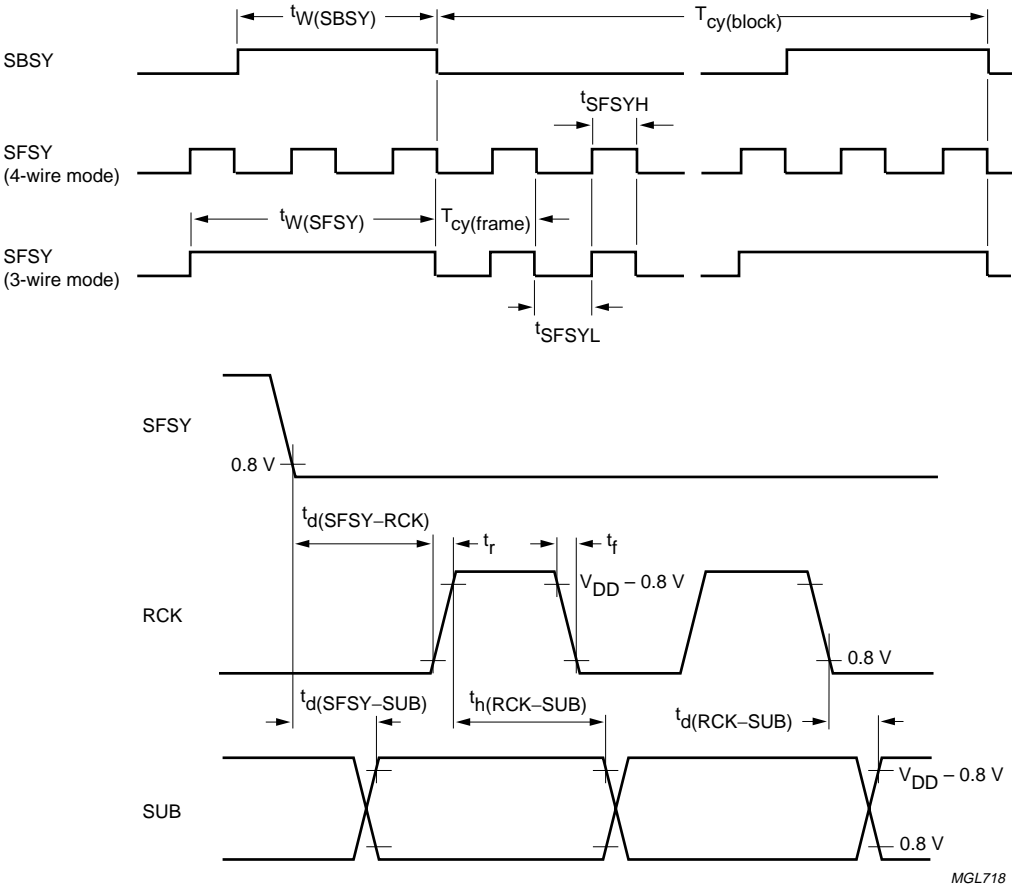 tW(SBSY)
Tcy(block)
SBSY
tSFSYH
SFSY
(4-wire mode)
tW(SFSY)
Tcy(frame)
SFSY
(3-wire mode)
tSFSYL
SFSY
0.8 V
td(SFSY–RCK)
tr
tf
VDD – 0.8 V
RCK
0.8 V
td(SFSY–SUB)
th(RCK–SUB)
td(RCK–SUB)
VDD – 0.8 V
SUB
0.8 V
MGL718